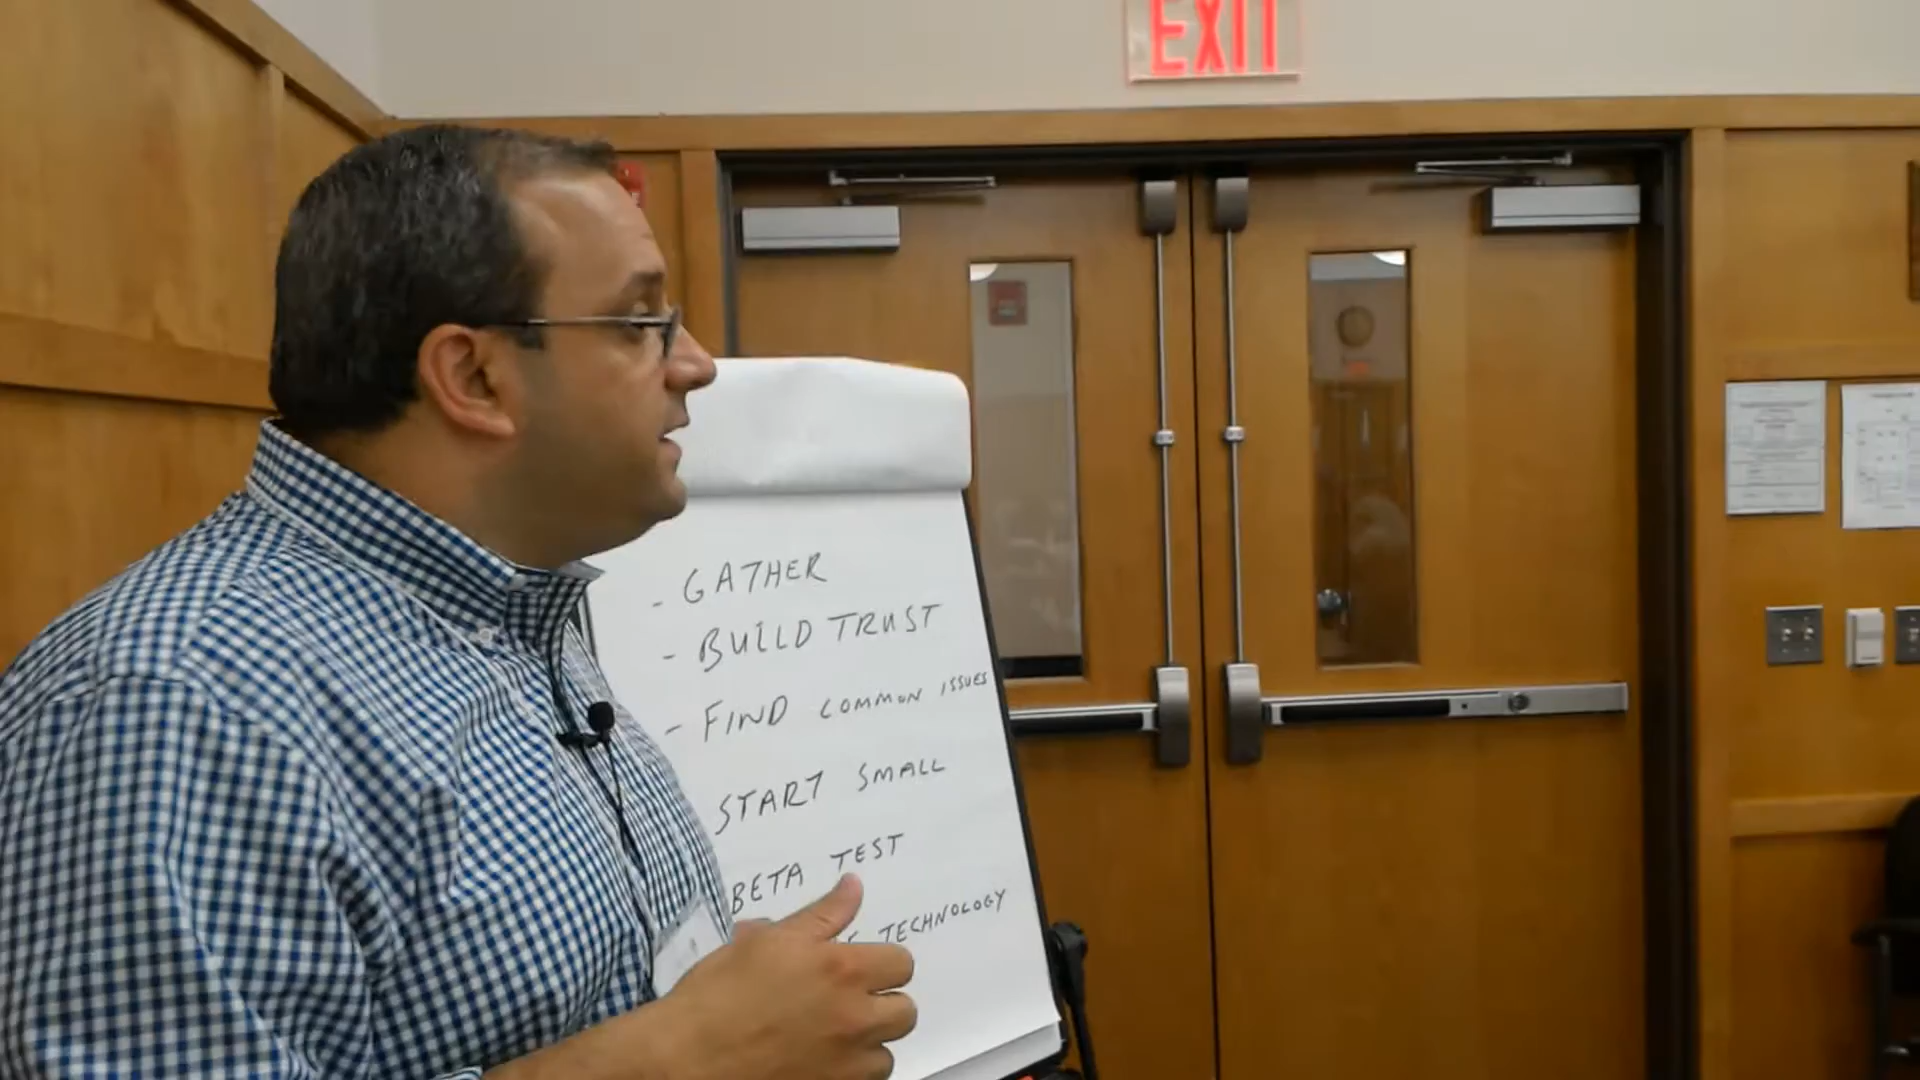 EXIT
- GATHER
- BUILD TRUST
- FIND COMMON ISSUES
START SMALL
BETA TEST
TECHNOLOGY